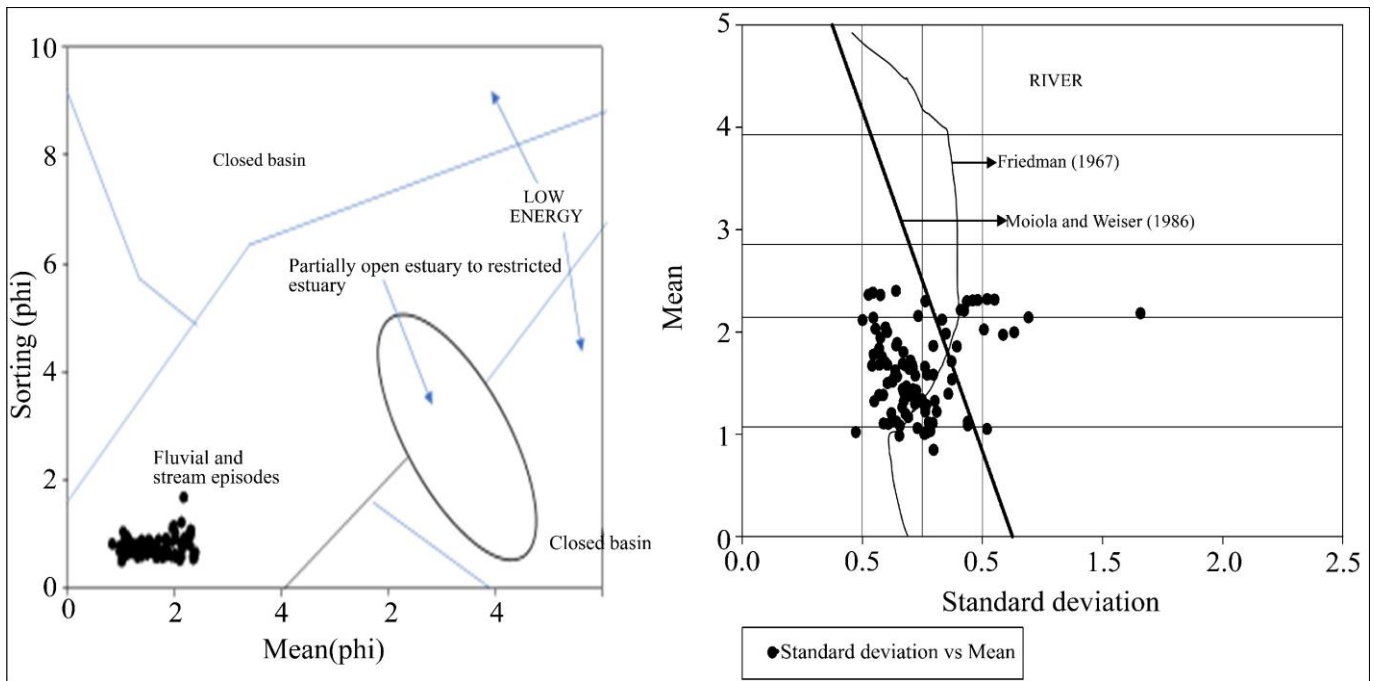 10
8
6
4
2
0
Sorting (phi)
Closed basin
LOW
ENERGY
Partially open estuary to restricted
estuary
Fluvial and
stream episodes
Closed basin
0 2 4 2 4
Mean(phi)
5
4
3
2
1
0
Mean
RIVER
Friedman (1967)
Moiola and Weiser (1986)
0.0 0.5 0.5 1.5 2.0 2.5
Standard deviation
Standard deviation vs Mean